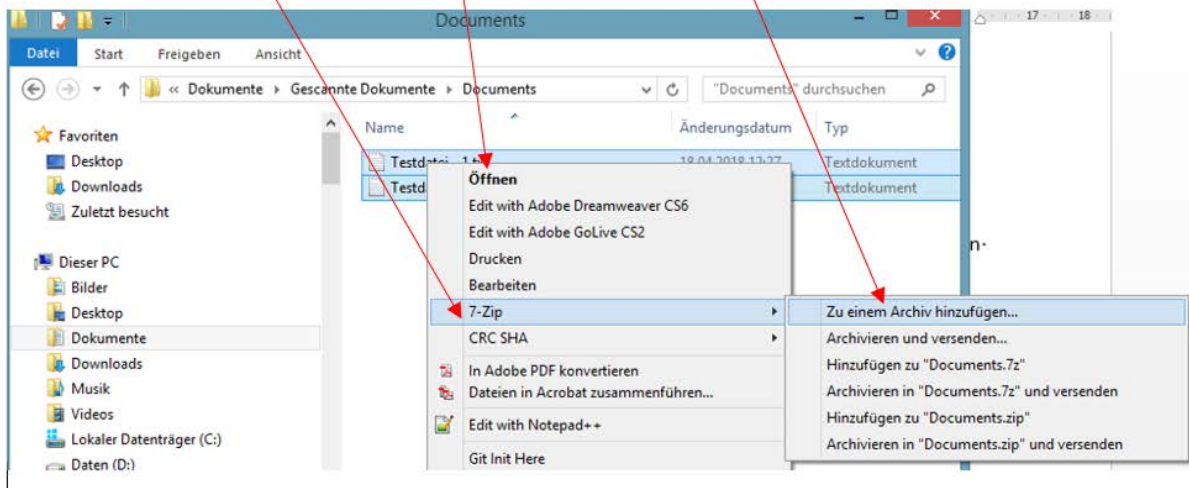 Documents
17 18
Datei Start Freigeben Ansicht
« Dokumente Gescannte Dokumente Documents "Documents" durchsuchen
Name Änderungsdatum Typ
Favoriten
Desktop
Downloads
Zuletzt besucht
Dieser PC
Bilder
Desktop
Dokumente
Downloads
Musik
Videos
Lokaler Datenträger (C:)
Daten (D:)
Textdokument
Textdokument
Öffnen
Edit with Adobe Dreamweaver CS6
Edit with Adobe GoLive CS2
Drucken
Bearbeiten
7-Zip
CRC SHA
In Adobe PDF konvertieren
Dateien in Acrobat zusammenführen...
Edit with Notepad++
Git Init Here
Zu einem Archiv hinzufügen...
Archivieren und versenden...
Hinzufügen zu "Documents.7z"
Archivieren in "Documents.7z" und versenden
Hinzufügen zu "Documents.zip"
Archivieren in "Documents.zip" und versenden
n·